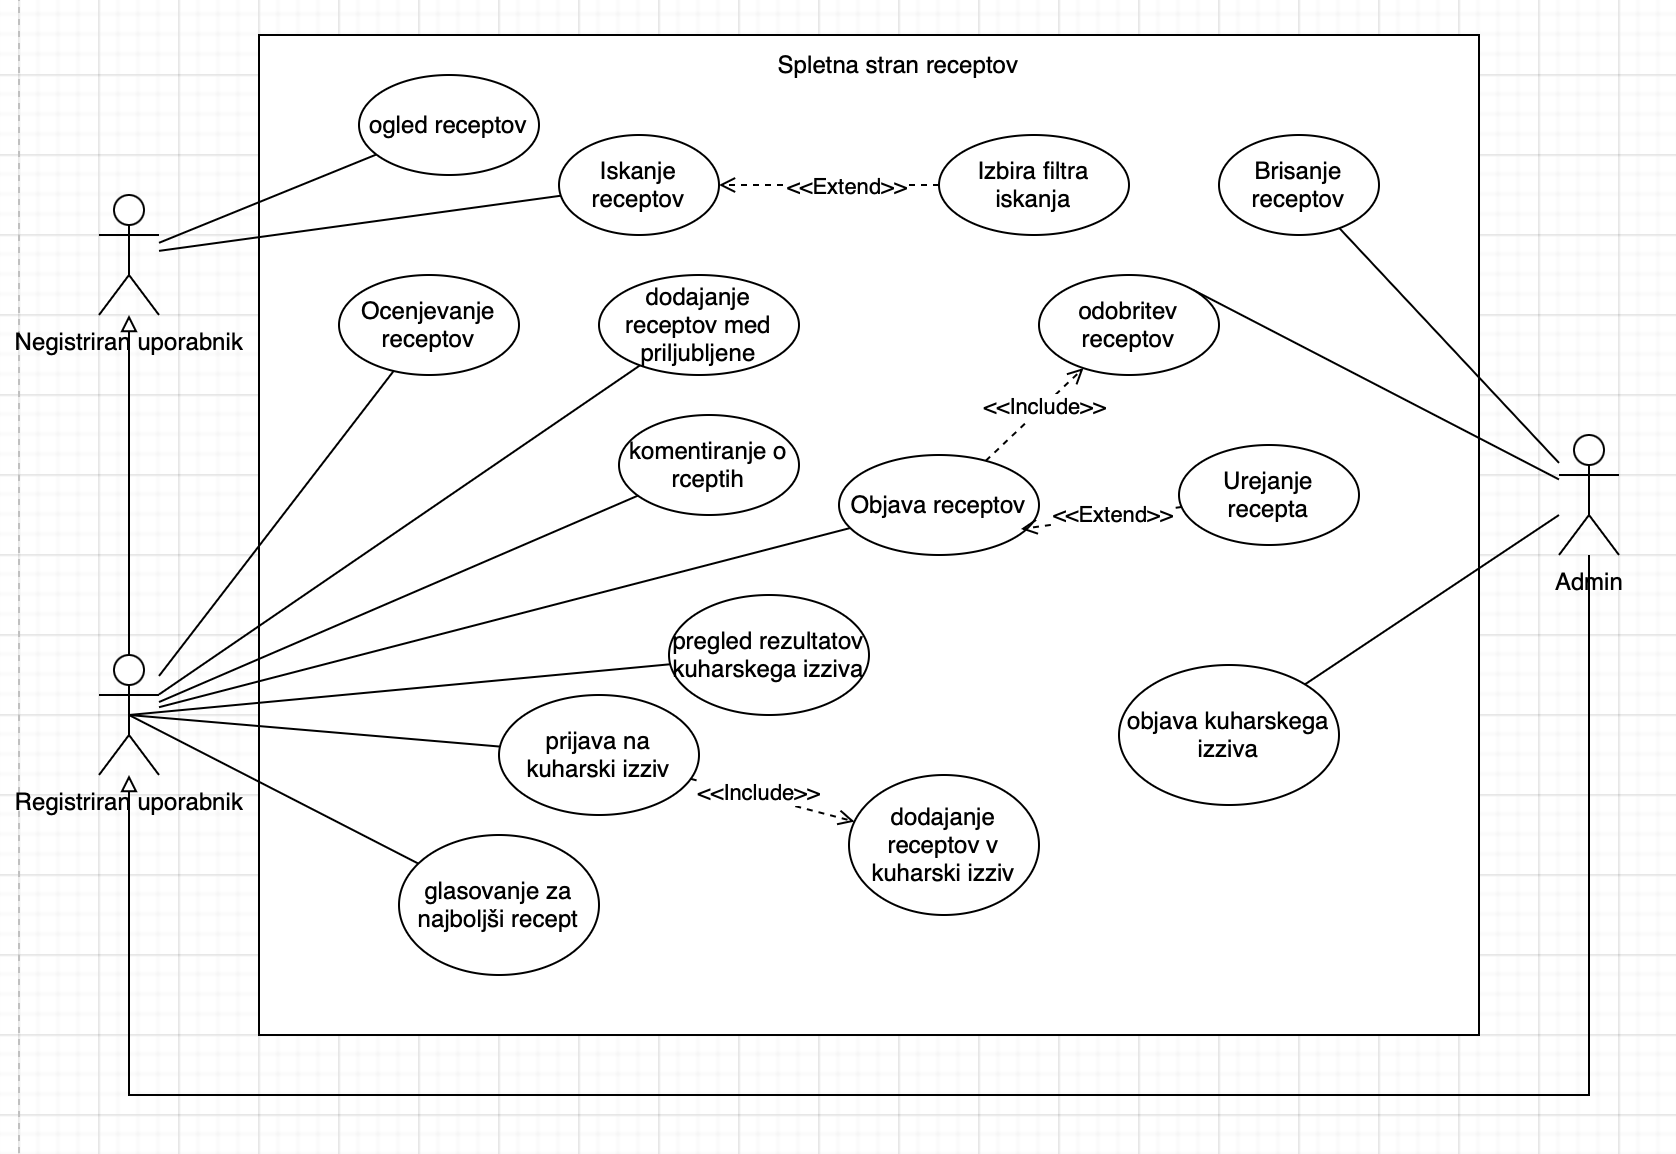 Spletna stran receptov
ogled receptov
Iskanje
receptov
<<Extend>>
Izbira filtra
iskanja
Brisanje
receptov
Negistriran uporabnik
Ocenjevanje
receptov
dodajanje
receptov med
priljubljene
odobritev
receptov
<<Include>>
komentiranje o
rceptih
Objava receptov
<<Extend>>
Urejanje
recepta
Admin
pregled rezultatov
kuharskega izziva
Registriran uporabnik
prijava na
kuharski izziv
<<Include>>
dodajanje
receptov v
kuharski izziv
objava kuharskega
izziva
glasovanje za
najboljši recept